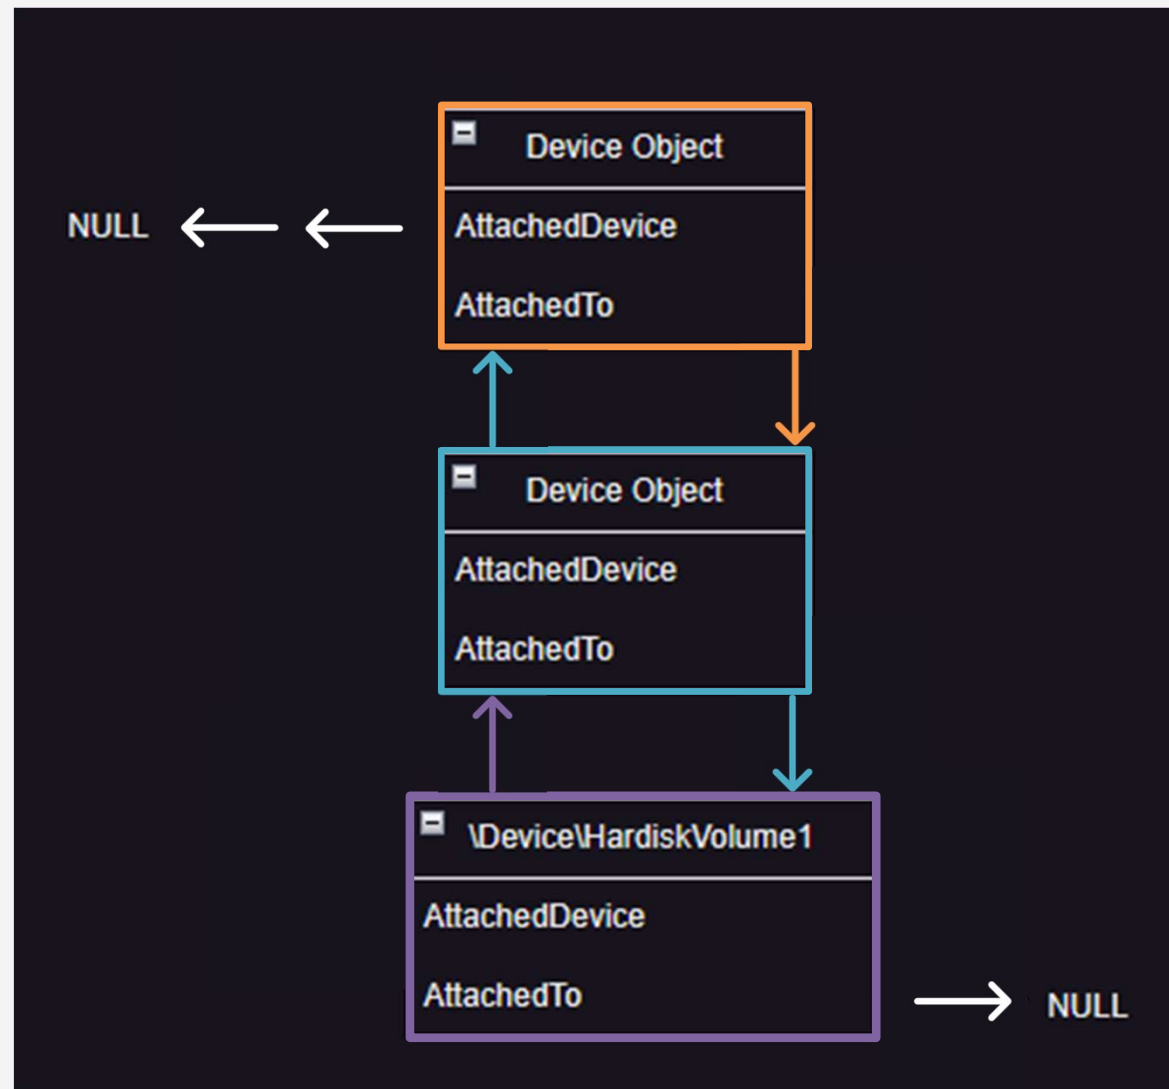 Device Object
NULL
AttachedDevice
AttachedTo
Device Object
AttachedDevice
AttachedTo
\Device\HardiskVolume1
AttachedDevice
AttachedTo
NULL